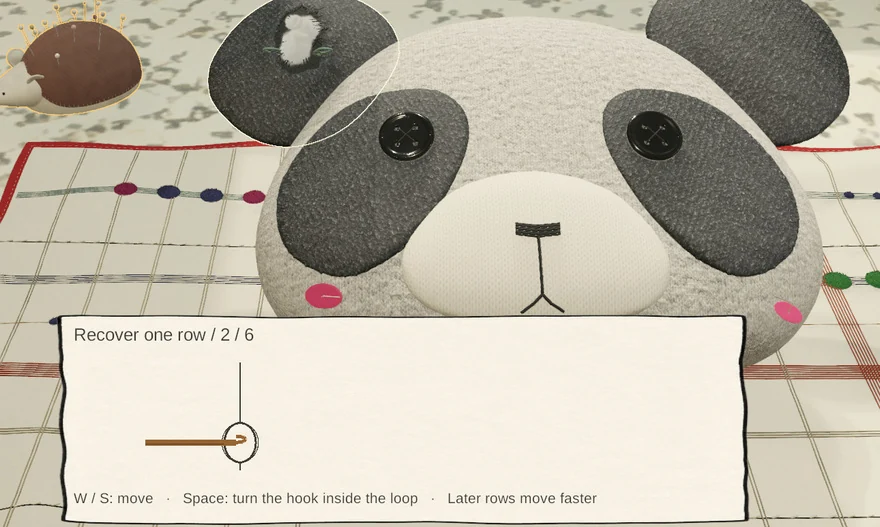 Recover one row / 2 / 6
W / S: move · Space: turn the hook inside the loop · Later rows move faster